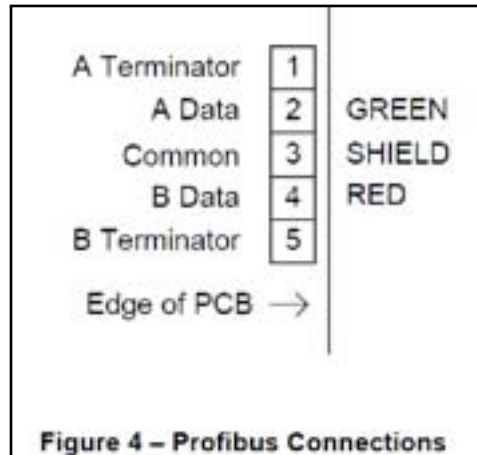 A Terminator 1
A Data 2 GREEN
Common 3 SHIELD
B Data 4 RED
B Terminator 5
Edge of PCB →
Figure 4 – Profibus Connections